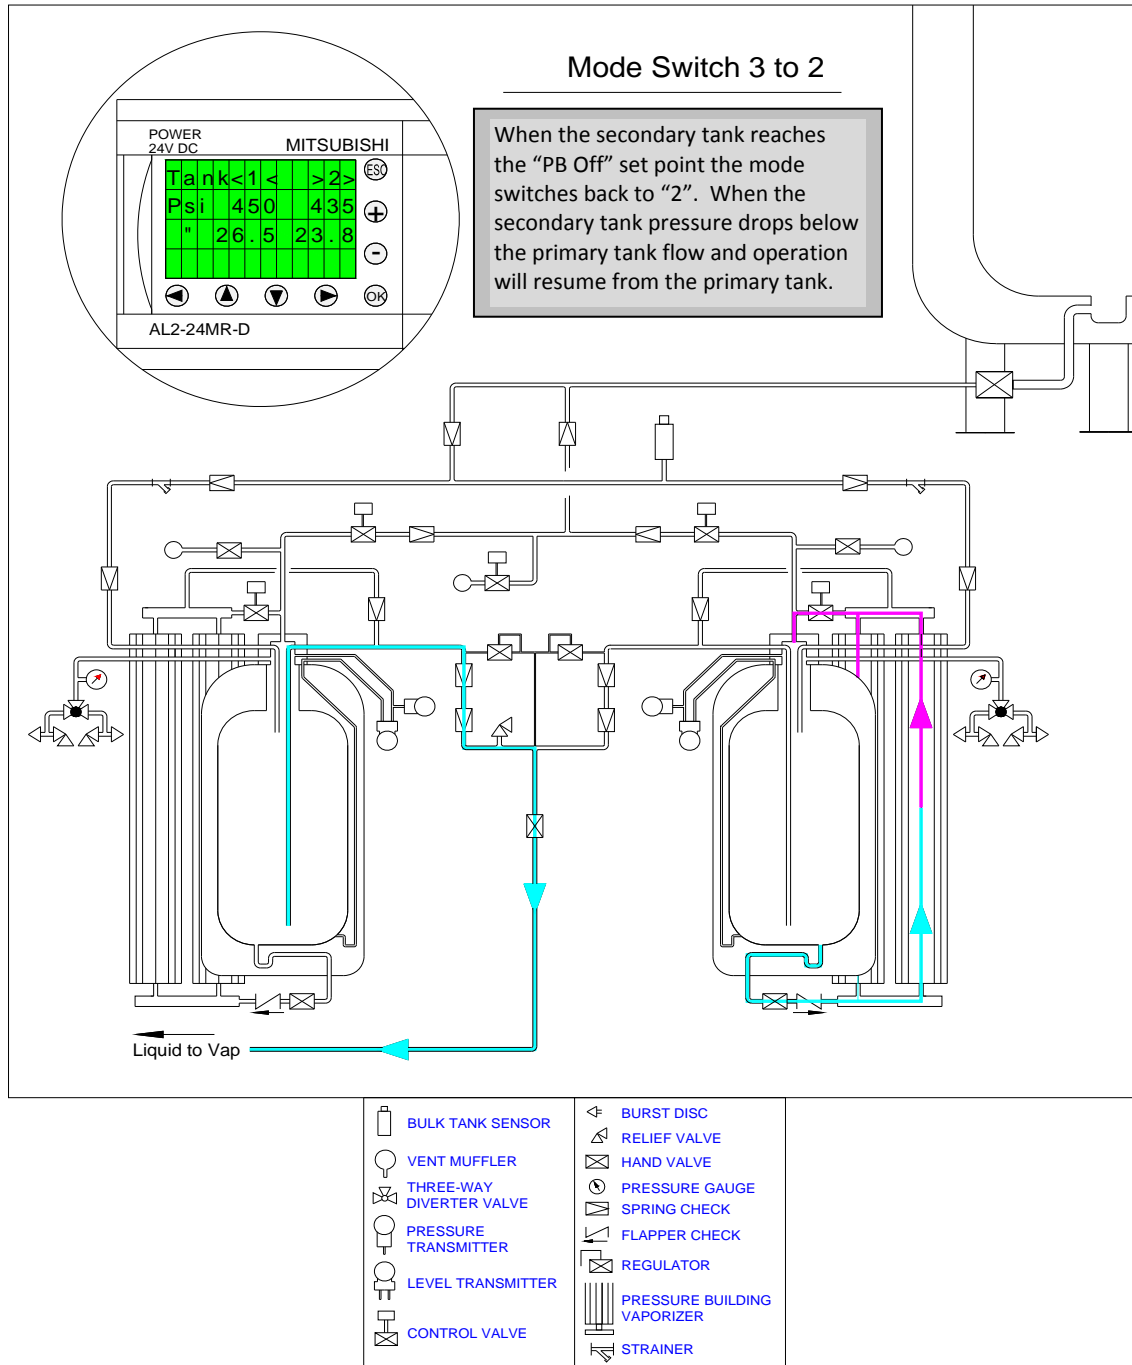 Mode Switch 3 to 2
When the secondary tank reaches
the “PB Off” set point the mode
switches back to “2”.  When the
secondary tank pressure drops below
the primary tank flow and operation
will resume from the primary tank.
POWER
24V DC
MITSUBISHI
Tank<1< >2>
Psi 450 435
" 26.5 23.8
ESC
+
-
OK
AL2-24MR-D
Liquid to Vap
BULK TANK SENSOR
VENT MUFFLER
THREE-WAY
DIVERTER VALVE
PRESSURE
TRANSMITTER
LEVEL TRANSMITTER
CONTROL VALVE
BURST DISC
RELIEF VALVE
HAND VALVE
PRESSURE GAUGE
SPRING CHECK
FLAPPER CHECK
REGULATOR
PRESSURE BUILDING
VAPORIZER
STRAINER